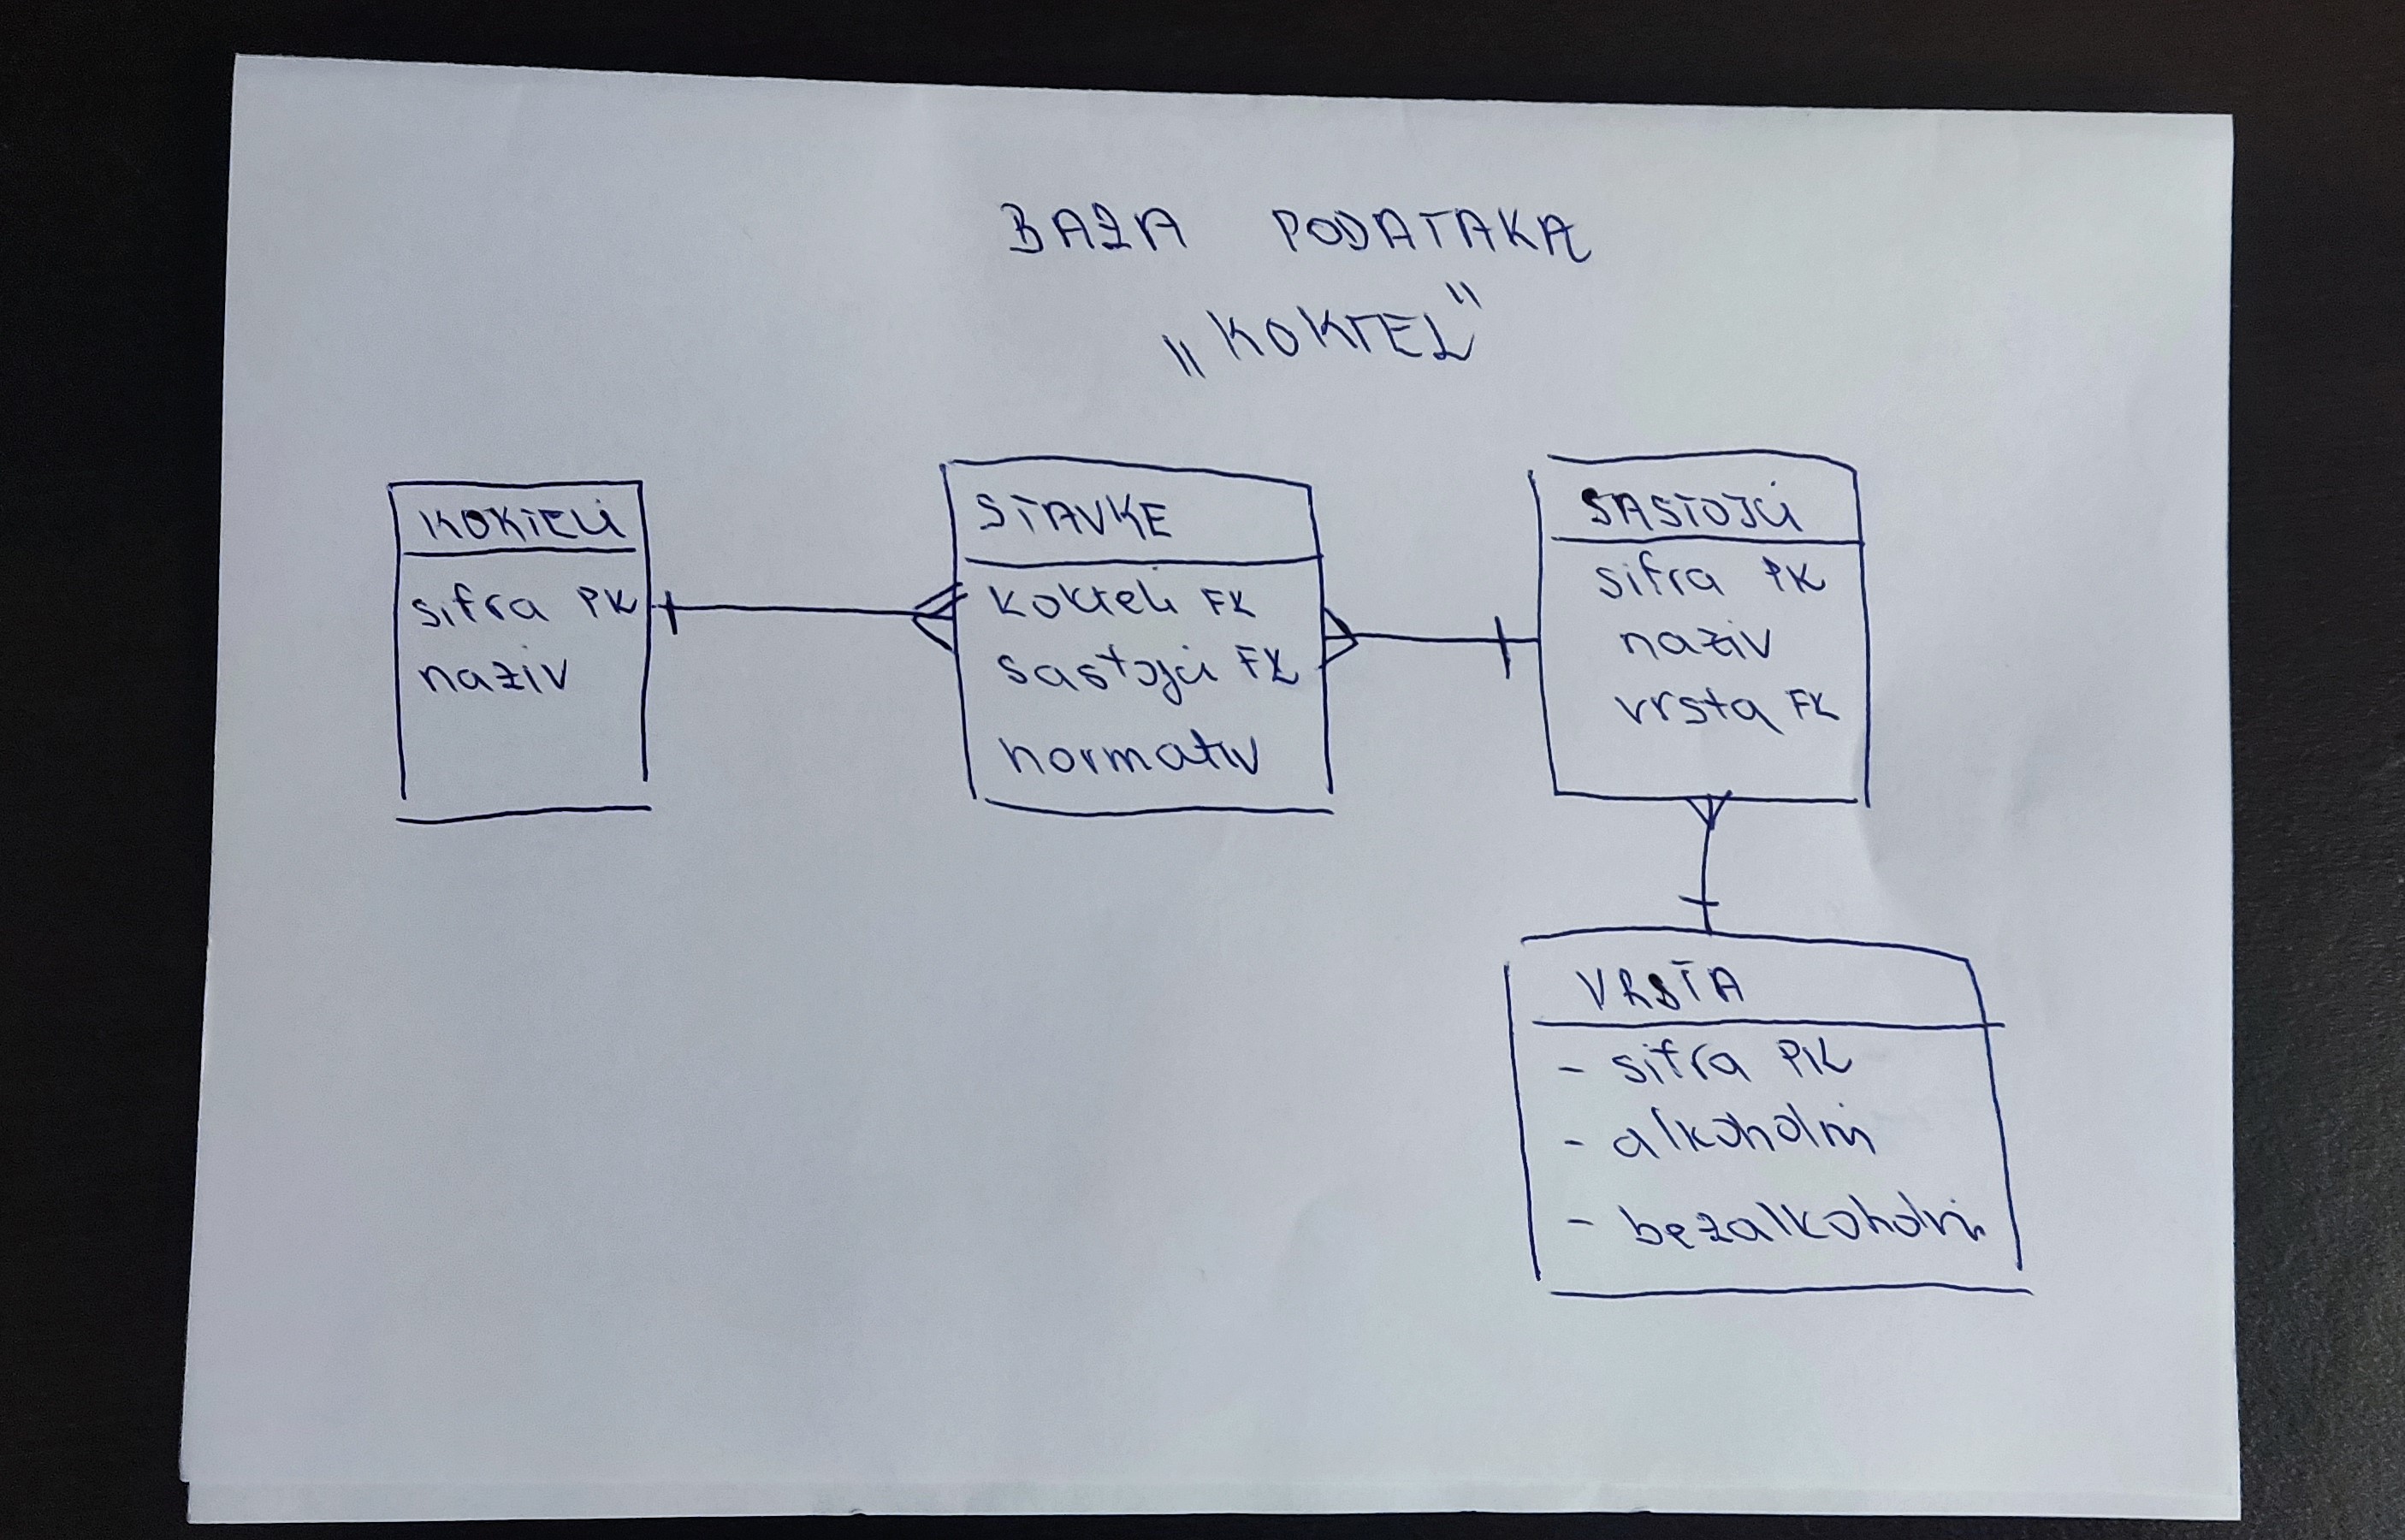 BAZA PODATAKA
„KOKTEL"
KOKTELI
sifra PK
naziv
STAVKE
kokteli FK
sastojci FK
normativ
SASTOJCI
sifra PK
naziv
vrsta FK
VRSTA
- sifra PK
- alkoholni
- bezalkoholni